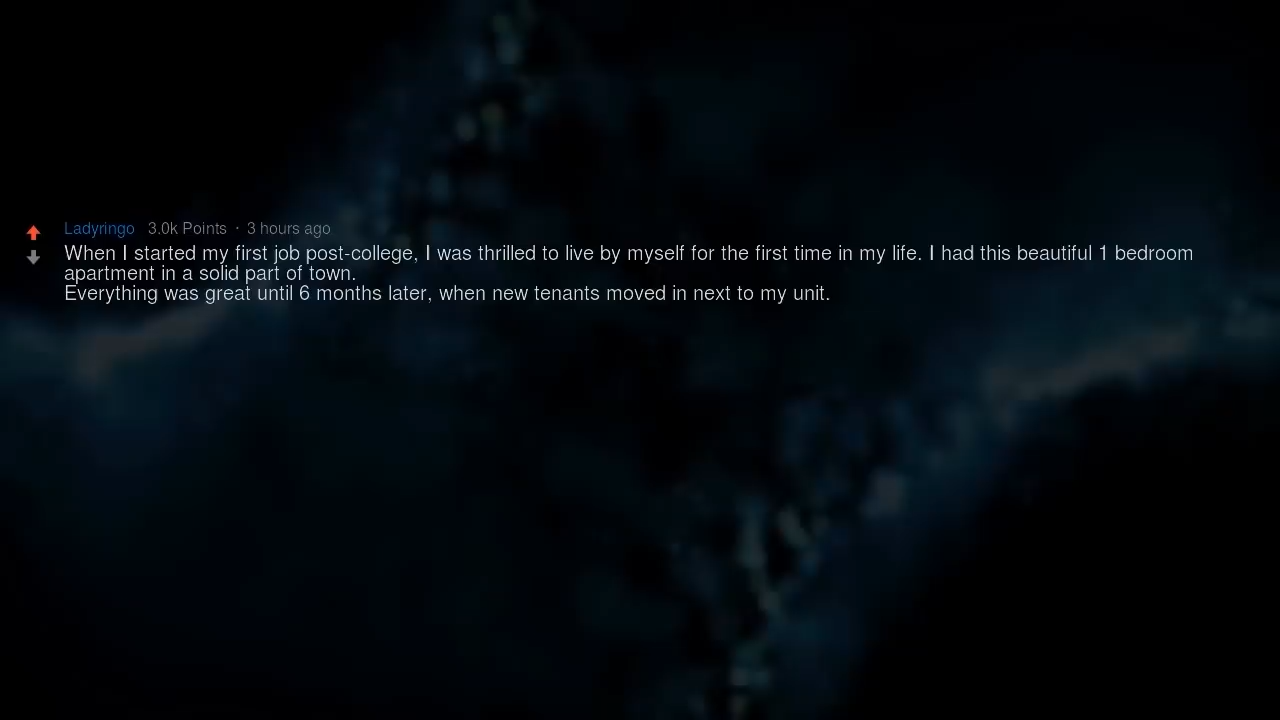 Ladyringo 3.0k Points · 3 hours ago
When I started my first job post-college, I was thrilled to live by myself for the first time in my life. I had this beautiful 1 bedroom
apartment in a solid part of town.
Everything was great until 6 months later, when new tenants moved in next to my unit.